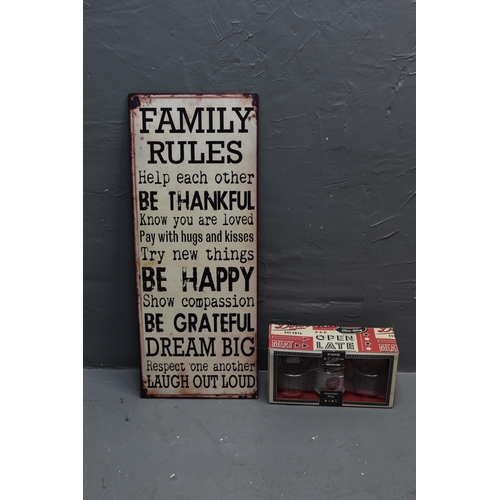 FAMILY
RULES
Help each other
BE THANKFUL
Know you are loved
Pay with hugs and kisses
Try new things
BE HAPPY
Show compassion
BE GRATEFUL
DREAM BIG
Respect one another
LAUGH OUT LOUD
OPEN
LATE